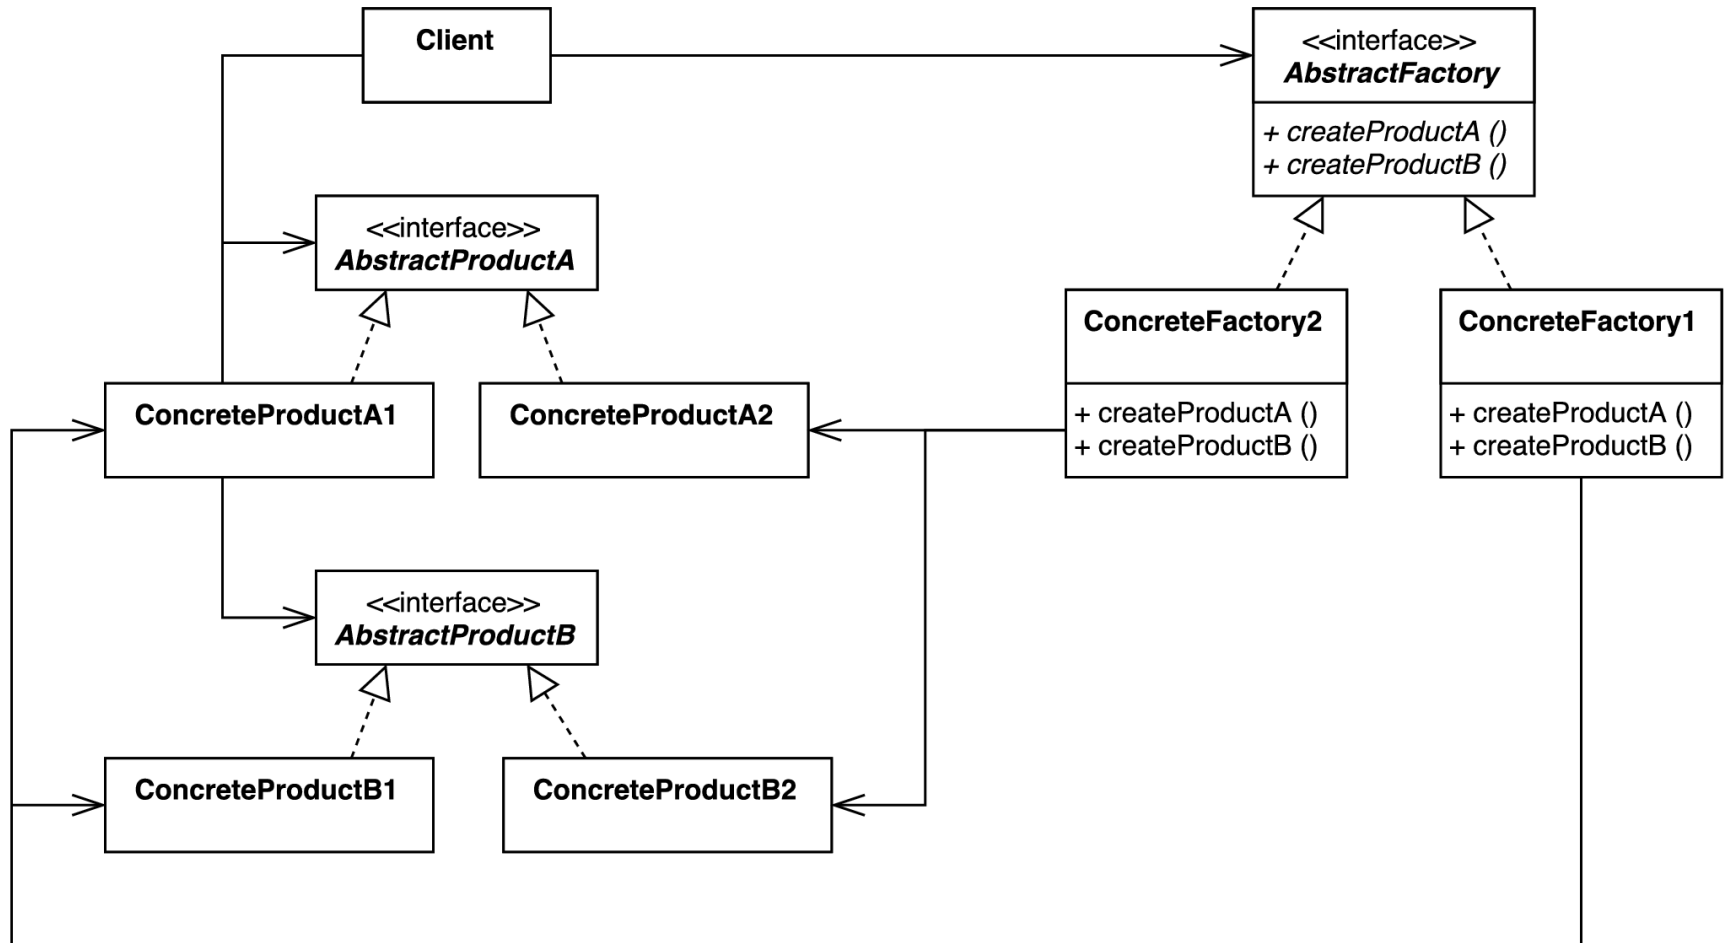 Client
<<interface>>
AbstractFactory
+ createProductA ()
+ createProductB ()
<<interface>>
AbstractProductA
ConcreteFactory2
+ createProductA ()
+ createProductB ()
ConcreteFactory1
+ createProductA ()
+ createProductB ()
ConcreteProductA1
ConcreteProductA2
<<interface>>
AbstractProductB
ConcreteProductB1
ConcreteProductB2